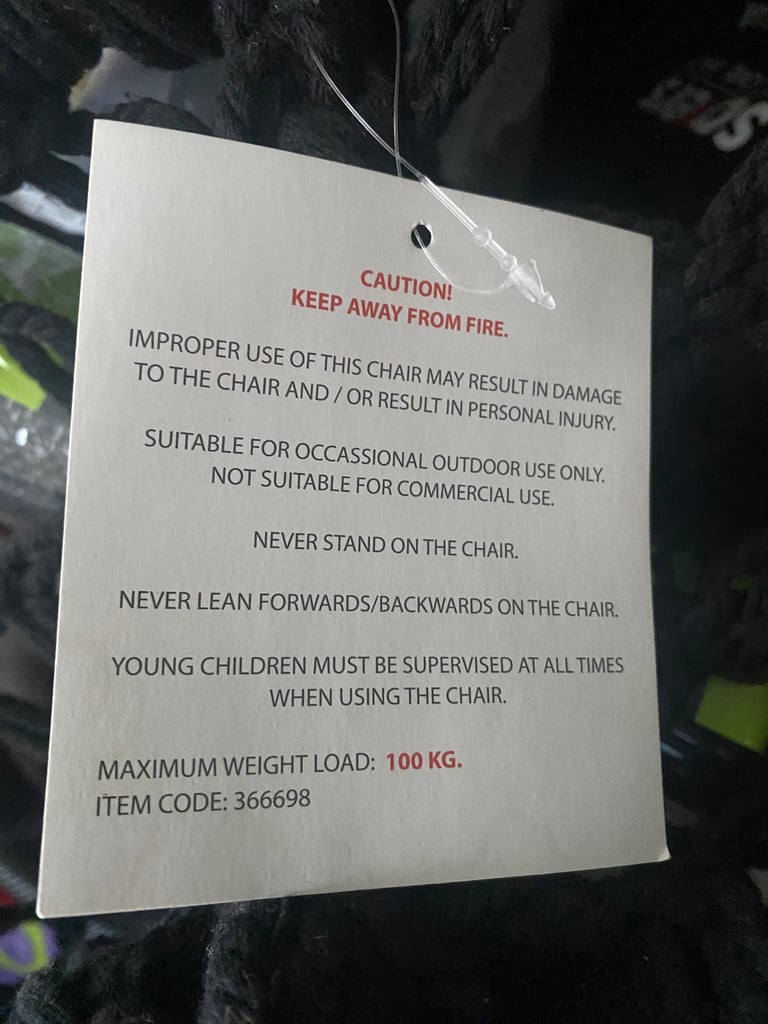 CAUTION!
KEEP AWAY FROM FIRE.
IMPROPER USE OF THIS CHAIR MAY RESULT IN DAMAGE
TO THE CHAIR AND / OR RESULT IN PERSONAL INJURY.
SUITABLE FOR OCCASSIONAL OUTDOOR USE ONLY.
NOT SUITABLE FOR COMMERCIAL USE.
NEVER STAND ON THE CHAIR.
NEVER LEAN FORWARDS/BACKWARDS ON THE CHAIR.
YOUNG CHILDREN MUST BE SUPERVISED AT ALL TIMES
WHEN USING THE CHAIR.
MAXIMUM WEIGHT LOAD: 100 KG.
ITEM CODE: 366698